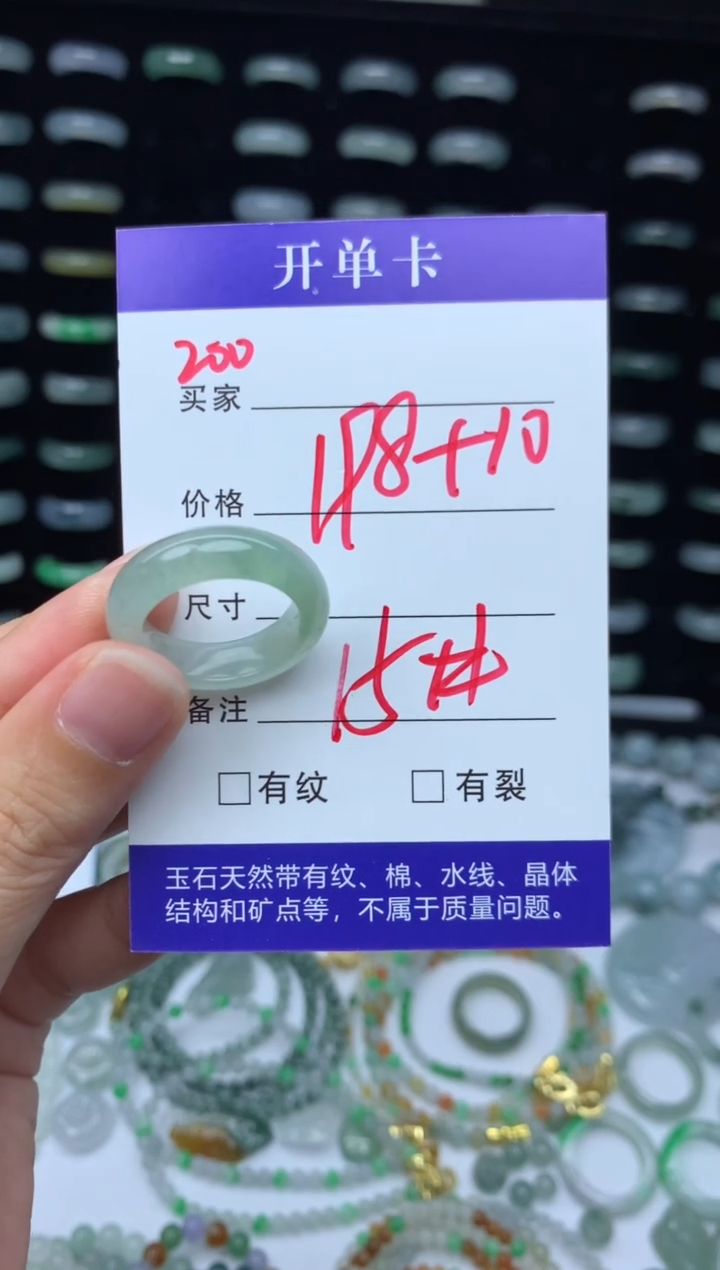 开单卡
200
买家
198+10
价格
尺寸
15#
备注
□有纹 □有裂
玉石天然带有纹、棉、水线、晶体
结构和矿点等，不属于质量问题。